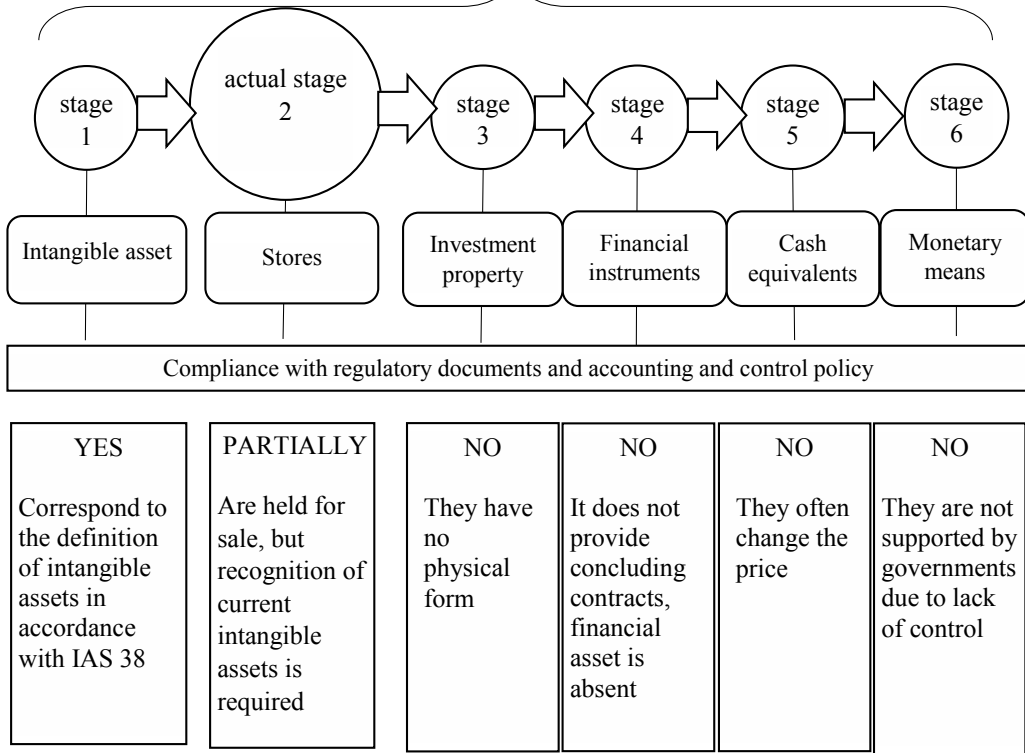 stage
1
actual stage
2
stage
3
stage
4
stage
5
stage
6
Intangible asset
Stores
Investment
property
Financial
instruments
Cash
equivalents
Monetary
means
Compliance with regulatory documents and accounting and control policy
YES
Correspond to
the definition
of intangible
assets in
accordance
with IAS 38
PARTIALLY
Are held for
sale, but
recognition of
current
intangible
assets is
required
NO
They have
no
physical
form
NO
It does not
provide
concluding
contracts,
financial
asset is
absent
NO
They often
change the
price
NO
They are not
supported by
governments
due to lack
of control